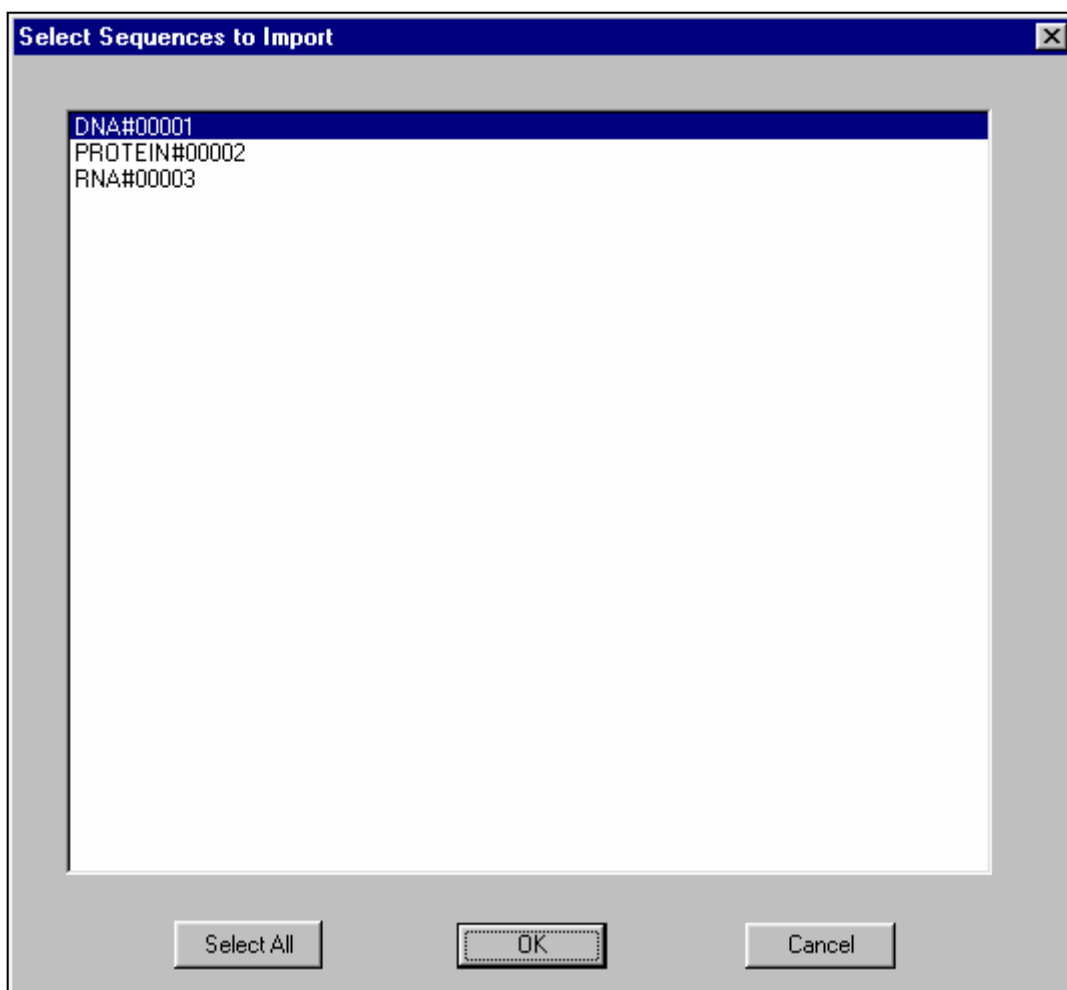 Select Sequences to Import
DNA#00001
PROTEIN#00002
RNA#00003
Select All
OK
Cancel